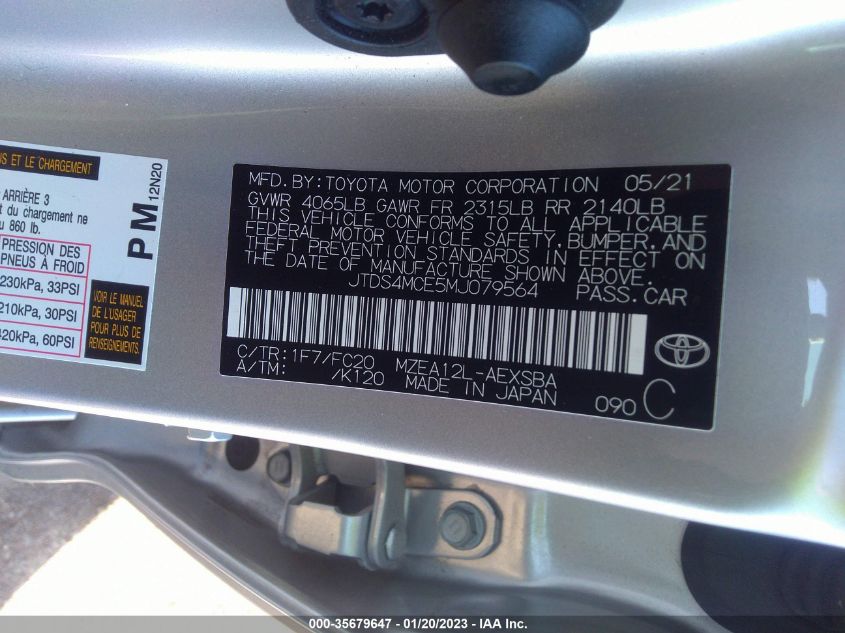 NS ET LE CHARGEMENT
ARRIÈRE 3
t du chargement ne
u 860 lb.
PRESSION DES
PNEUS À FROID
230kPa, 33PSI
210kPa, 30PSI
420kPa, 60PSI
PM
12N20
VOIR LE MANUEL
DE L'USAGER
POUR PLUS DE
RENSEIGNEMENTS
MFD. BY: TOYOTA MOTOR CORPORATION 05/21
GVWR 4065LB GAWR FR 2315LB RR 2140LB
THIS VEHICLE CONFORMS TO ALL APPLICABLE
FEDERAL MOTOR VEHICLE SAFETY, BUMPER, AND
THEFT PREVENTION STANDARDS IN EFFECT ON
THE DATE OF MANUFACTURE SHOWN ABOVE.
JTDS4MCE5MJ079564 PASS.CAR
C/TR: 1F7/FC20 MZEA12L-AEXSBA
A/TM: /K120 MADE IN JAPAN
090 C
000-35679647 - 01/20/2023 - IAA Inc.